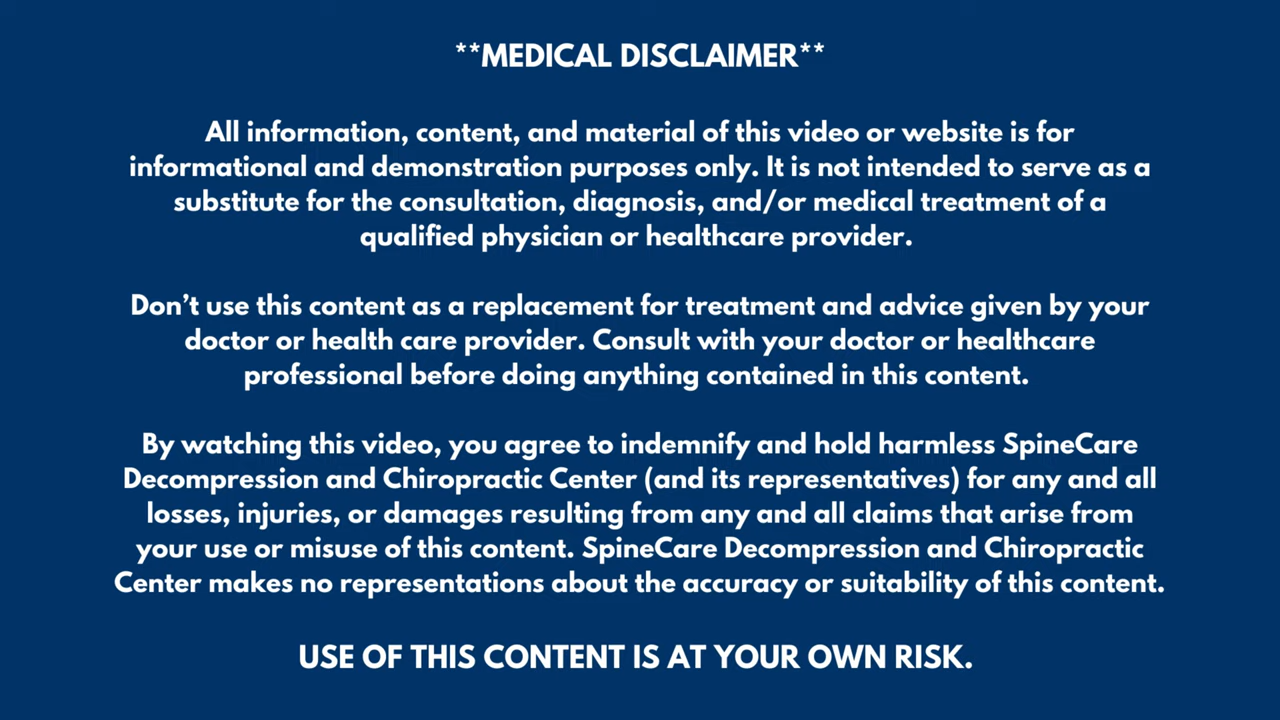 **MEDICAL DISCLAIMER**
All information, content, and material of this video or website is for
informational and demonstration purposes only. It is not intended to serve as a
substitute for the consultation, diagnosis, and/or medical treatment of a
qualified physician or healthcare provider.
Don’t use this content as a replacement for treatment and advice given by your
doctor or health care provider. Consult with your doctor or healthcare
professional before doing anything contained in this content.
By watching this video, you agree to indemnify and hold harmless SpineCare
Decompression and Chiropractic Center (and its representatives) for any and all
losses, injuries, or damages resulting from any and all claims that arise from
your use or misuse of this content. SpineCare Decompression and Chiropractic
Center makes no representations about the accuracy or suitability of this content.
USE OF THIS CONTENT IS AT YOUR OWN RISK.